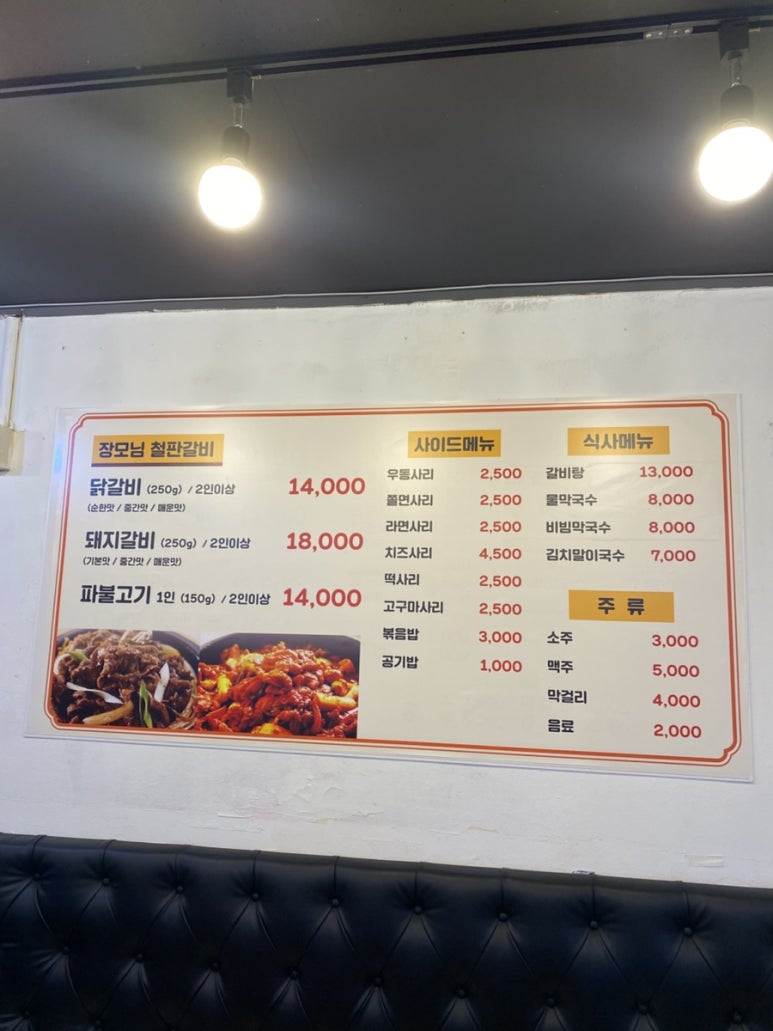 장모님 철판갈비
닭갈비 (250g) / 2인이상 14,000
(순한맛 / 중간맛 / 매운맛)
돼지갈비 (250g) / 2인이상 18,000
(기본맛 / 중간맛 / 매운맛)
파불고기 1인 (150g) / 2인이상 14,000
사이드메뉴
우동사리 2,500
쫄면사리 2,500
라면사리 2,500
치즈사리 4,500
떡사리 2,500
고구마사리 2,500
볶음밥 3,000
공기밥 1,000
식사메뉴
갈비탕 13,000
물막국수 8,000
비빔막국수 8,000
김치말이국수 7,000
주 류
소주 3,000
맥주 5,000
막걸리 4,000
음료 2,000